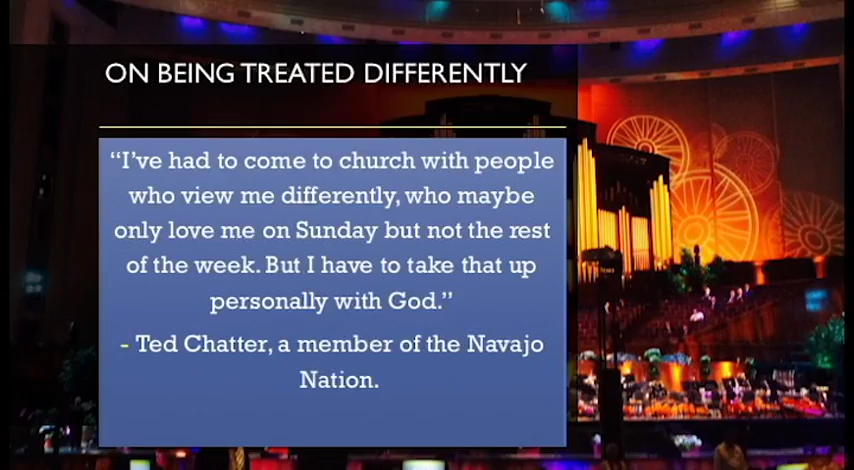 ON BEING TREATED DIFFERENTLY
“I’ve had to come to church with people
who view me differently, who maybe
only love me on Sunday but not the rest
of the week. But I have to take that up
personally with God.”
- Ted Chatter, a member of the Navajo
Nation.